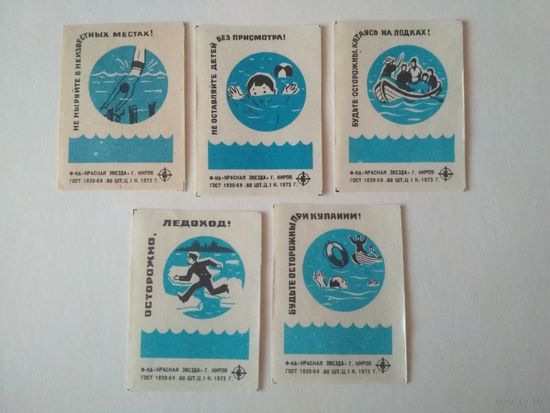 НЕ НЫРЯЙТЕ В НЕИЗВЕСТНЫХ МЕСТАХ!
Ф-КА «КРАСНАЯ ЗВЕЗДА» Г. КИРОВ
ГОСТ 1820-69 .60 ШТ. Ц. 1 К. 1973 Г.
НЕ ОСТАВЛЯЙТЕ ДЕТЕЙ БЕЗ ПРИСМОТРА!
Ф-КА «КРАСНАЯ ЗВЕЗДА» Г. КИРОВ
ГОСТ 1820-69 .60 ШТ. Ц. 1 К. 1973 Г.
БУДЬТЕ ОСТОРОЖНЫ, КАТАЯСЬ НА ЛОДКАХ!
Ф-КА «КРАСНАЯ ЗВЕЗДА» Г. КИРОВ
ГОСТ 1820-69 .60 ШТ. Ц. 1 К. 1973 Г.
ОСТОРОЖНО, ЛЕДОХОД!
Ф-КА «КРАСНАЯ ЗВЕЗДА» Г. КИРОВ
ГОСТ 1820-69 .60 ШТ. Ц. 1 К. 1973 Г.
БУДЬТЕ ОСТОРОЖНЫ ПРИ КУПАНИИ!
Ф-КА «КРАСНАЯ ЗВЕЗДА» Г. КИРОВ
ГОСТ 1820-69 .60 ШТ. Ц. 1 К. 1973 Г.